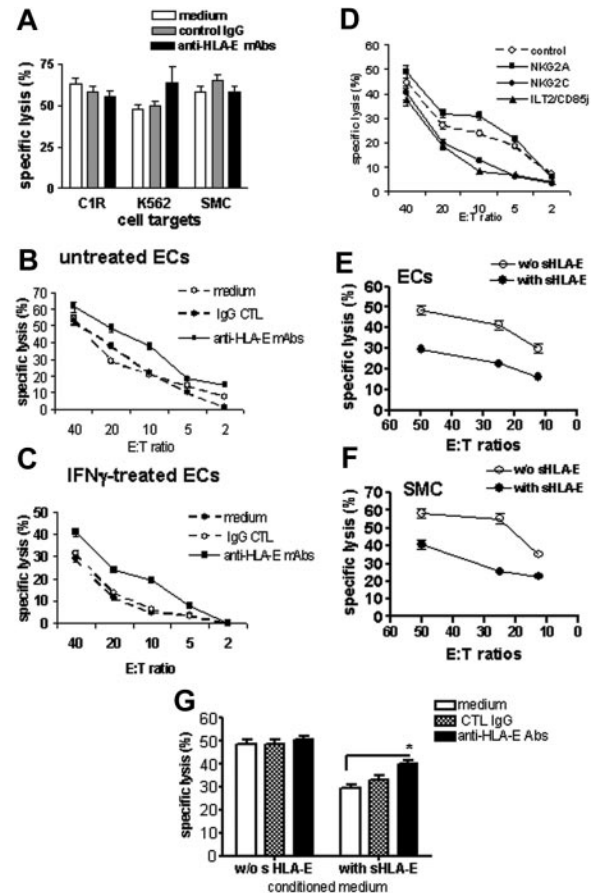 A
medium
control IgG
anti-HLA-E mAbs
specific lysis (%)
75
50
25
0
C1R K562 SMC
cell targets
D
control
NKG2A
NKG2C
ILT2/CD85j
specific lysis (%)
60
50
40
30
20
10
0
40 20 10 5 2
E:T ratio
B
untreated ECs
medium
IgG CTL
anti-HLA-E mAbs
specific lysis (%)
70
60
50
40
30
20
10
0
40 20 10 5 2
E:T ratio
E
ECs
w/o sHLA-E
with sHLA-E
specific lysis (%)
60
50
40
30
20
10
0
60 50 40 30 20 10 0
E:T ratios
C
IFNγ-treated ECs
medium
IgG CTL
anti-HLA-E mAbs
specific lysis (%)
50
40
30
20
10
0
40 20 10 5 2
E:T ratio
F
SMC
w/o sHLA-E
with sHLA-E
specific lysis (%)
70
60
50
40
30
20
10
0
60 50 40 30 20 10 0
E:T ratios
G
medium
CTL IgG
anti-HLA-E Abs
*
specific lysis (%)
60
50
40
30
20
10
0
w/o s HLA-E with sHLA-E
conditioned medium